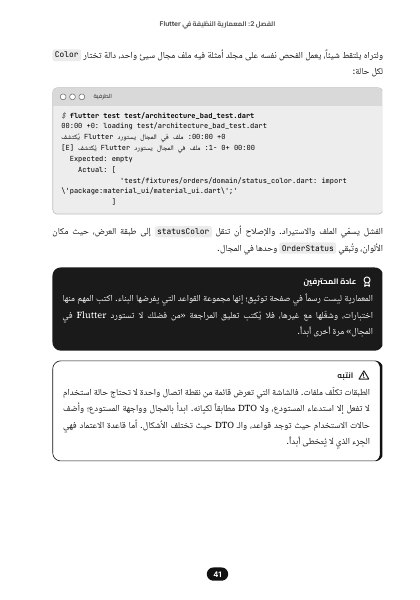 الفصل 2: المعمارية النظيفة في Flutter
ولتراه يلتقط شيئاً، يعمل الفحص نفسه على مجلد أمثلة فيه ملف مجال سيئ واحد، دالة تختار Color
لكل حالة:
الطرفية
$ flutter test test/architecture_bad_test.dart
00:00 +0: loading test/architecture_bad_test.dart
00:00 +0: ملف في المجال يستورد Flutter يُكتشف
00:00 +0 -1: ملف في المجال يستورد Flutter يُكتشف [E]
Expected: empty
Actual: [
'test/fixtures/orders/domain/status_color.dart: import
\'package:material_ui/material_ui.dart\';'
]
الفشل يسمّي الملف والاستيراد. والإصلاح أن تنقل statusColor إلى طبقة العرض، حيث مكان
الألوان، وتُبقي OrderStatus وحدها في المجال.
عادة المحترفين
المعمارية ليست رسماً في صفحة توثيق؛ إنها مجموعة القواعد التي يفرضها البناء. اكتب المهم منها
اختبارات، وشغّلها مع غيرها، فلا يُكتب تعليق المراجعة «من فضلك لا تستورد Flutter في
المجال» مرة أخرى أبداً.
انتبه
الطبقات تكلّف ملفات. فالشاشة التي تعرض قائمة من نقطة اتصال واحدة لا تحتاج حالة استخدام
لا تفعل إلا استدعاء المستودع، ولا DTO مطابقاً لكيانه. ابدأ بالمجال وواجهة المستودع؛ وأضف
حالات الاستخدام حيث توجد قواعد، والـ DTO حيث تختلف الأشكال. أما قاعدة الاعتماد فهي
الجزء الذي لا يُتخطى أبداً.
41